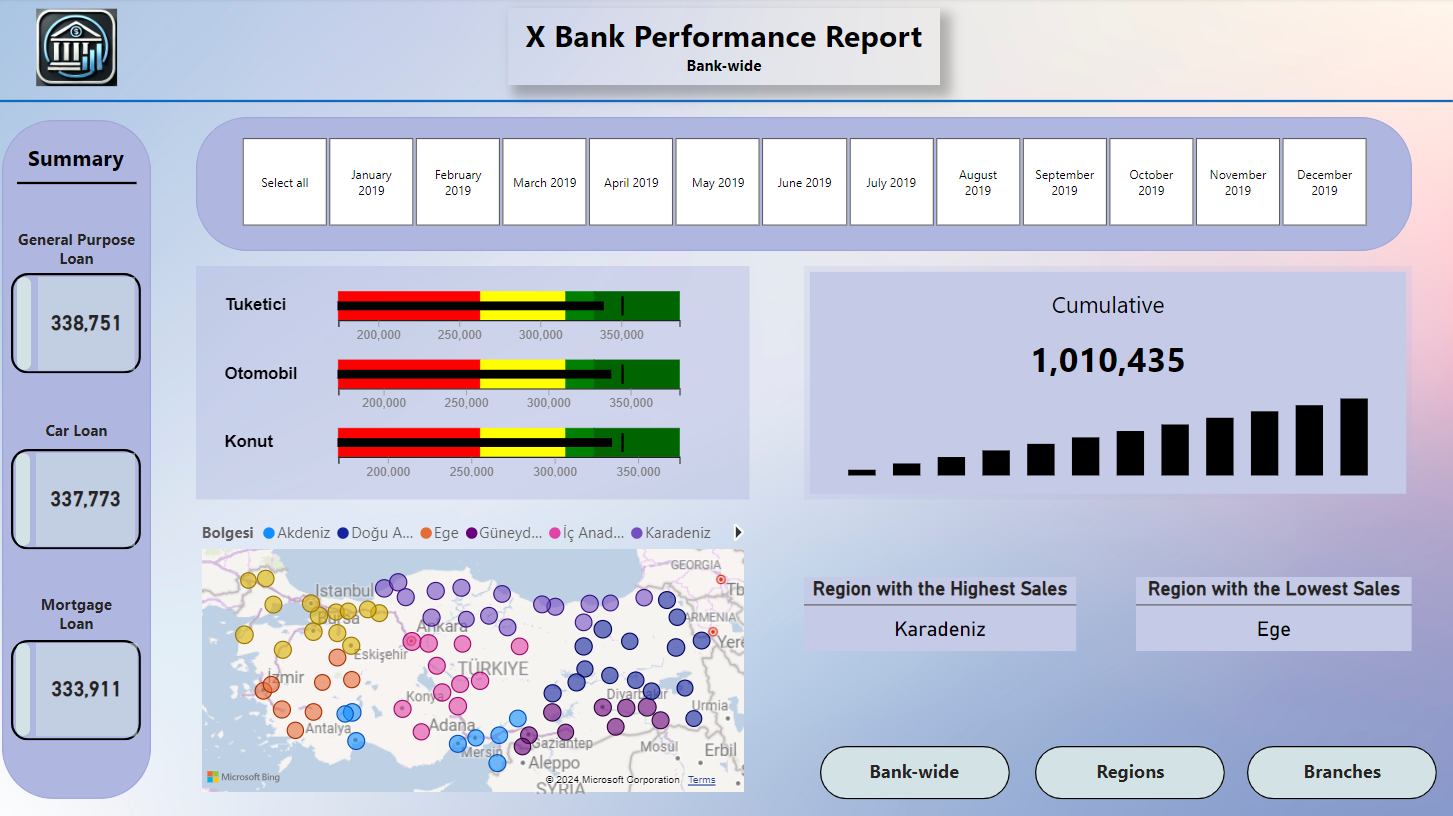 X Bank Performance Report
Bank-wide
Summary
General Purpose
Loan
338,751
Car Loan
337,773
Mortgage
Loan
333,911
Select all
January
2019
February
2019
March 2019
April 2019
May 2019
June 2019
July 2019
August
2019
September
2019
October
2019
November
2019
December
2019
Tuketici
200,000 250,000 300,000 350,000
Otomobil
200,000 250,000 300,000 350,000
Konut
200,000 250,000 300,000 350,000
Cumulative
1,010,435
Bolgesi Akdeniz Doğu A... Ege Güneyd... İç Anad... Karadeniz
GEORGIA
Istanbul
Tb
ARMENIA
Bursa
Ankara
Yere
Eskişehir
TÜRKIYE
İzmir
Konya
Diyarbakır
Urmia
Antalya
Adana
Mersin
Gaziantep
Mosul
Erbil
Aleppo
SYRIA
Microsoft Bing
© 2024 Microsoft Corporation Terms
Region with the Highest Sales
Karadeniz
Region with the Lowest Sales
Ege
Bank-wide
Regions
Branches